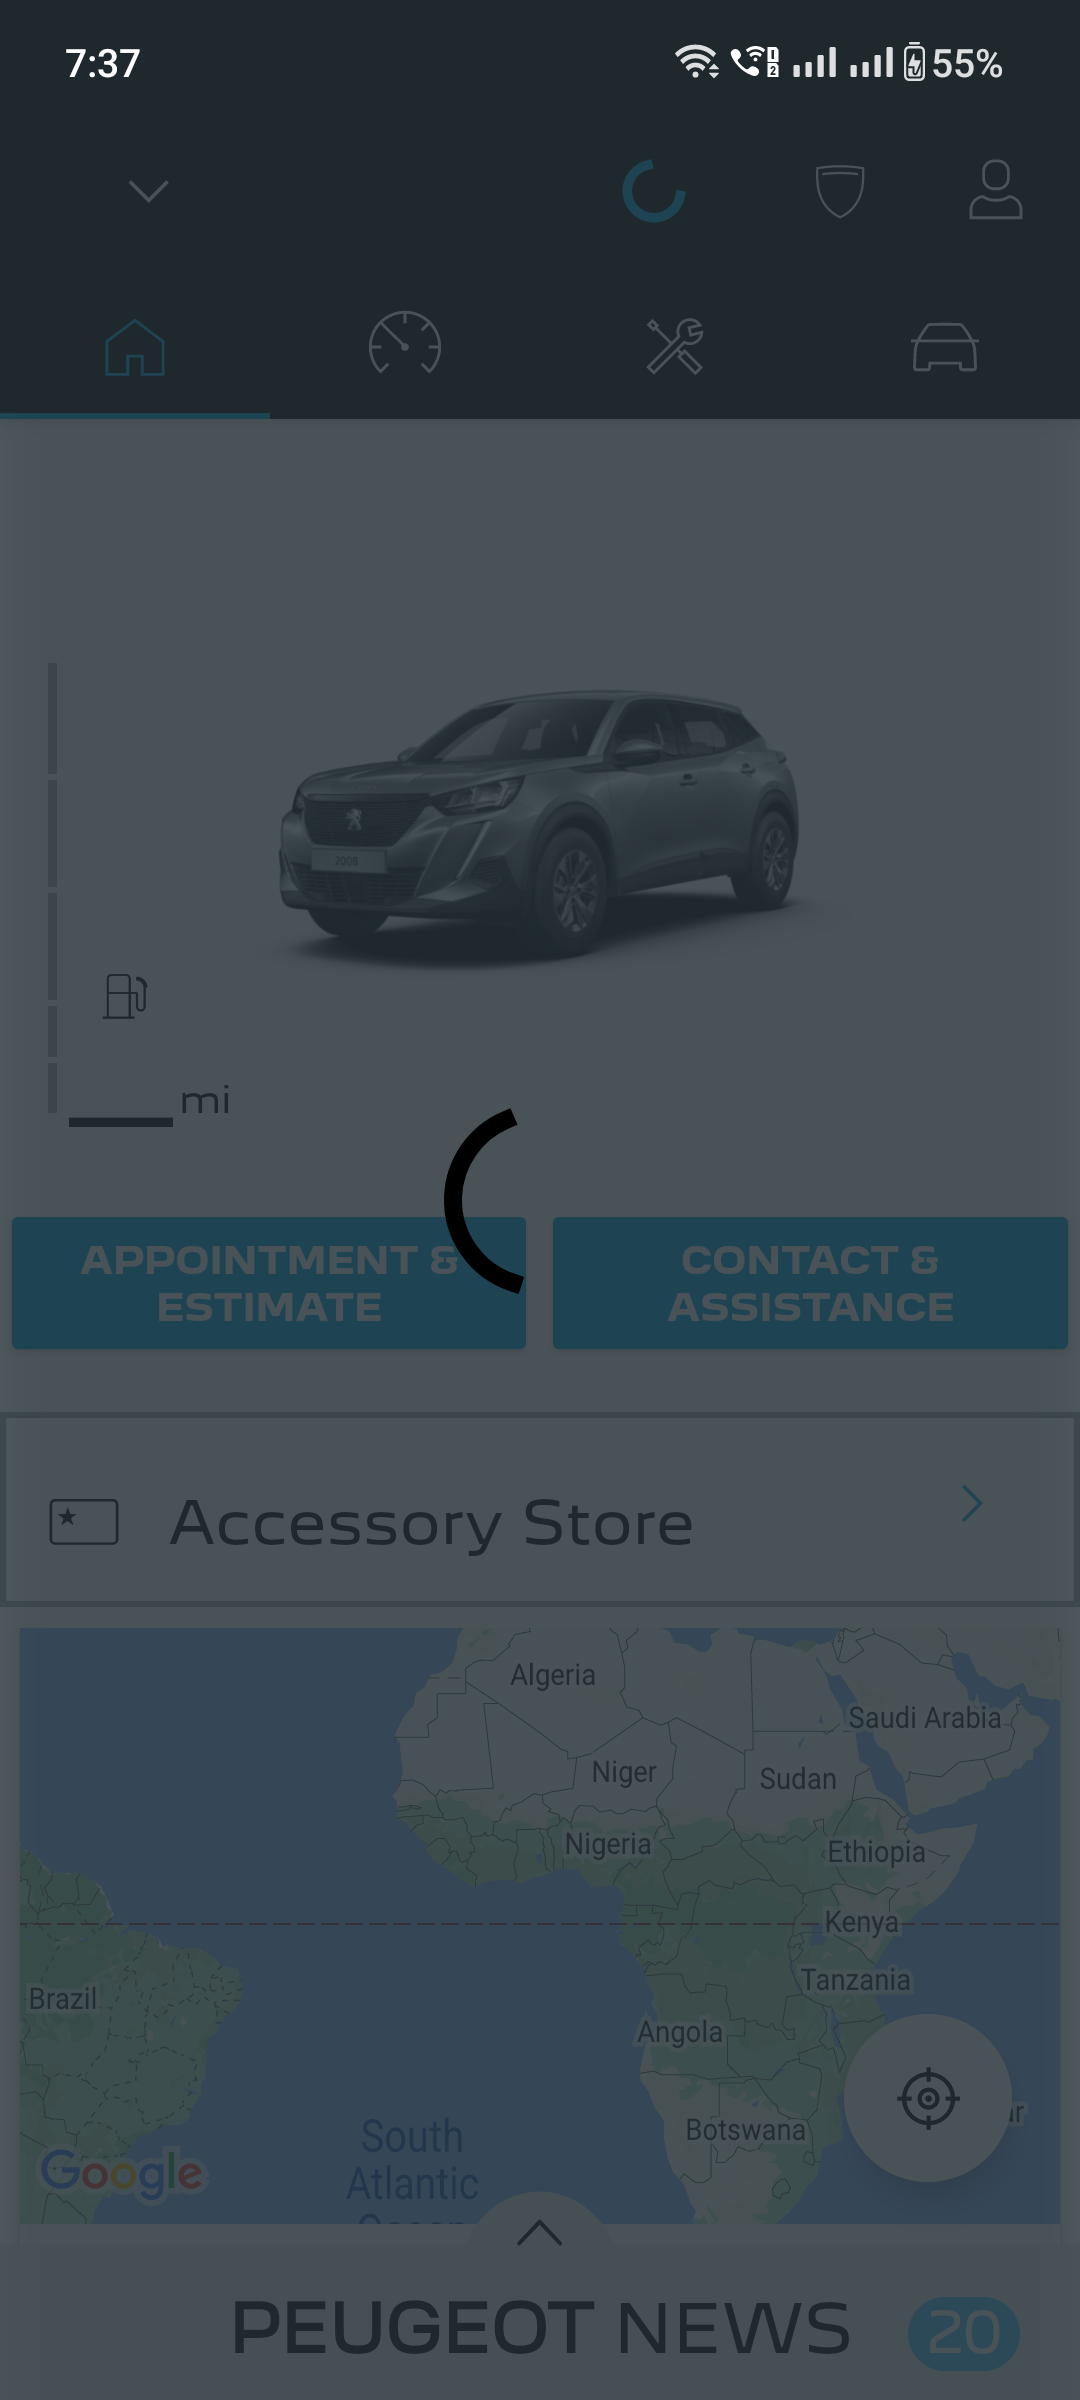 7:37
55%
2008
mi
APPOINTMENT &
ESTIMATE
CONTACT &
ASSISTANCE
Accessory Store
Algeria
Saudi Arabia
Niger
Sudan
Nigeria
Ethiopia
Kenya
Brazil
Tanzania
Angola
Botswana
South
Atlantic
Google
PEUGEOT NEWS
20